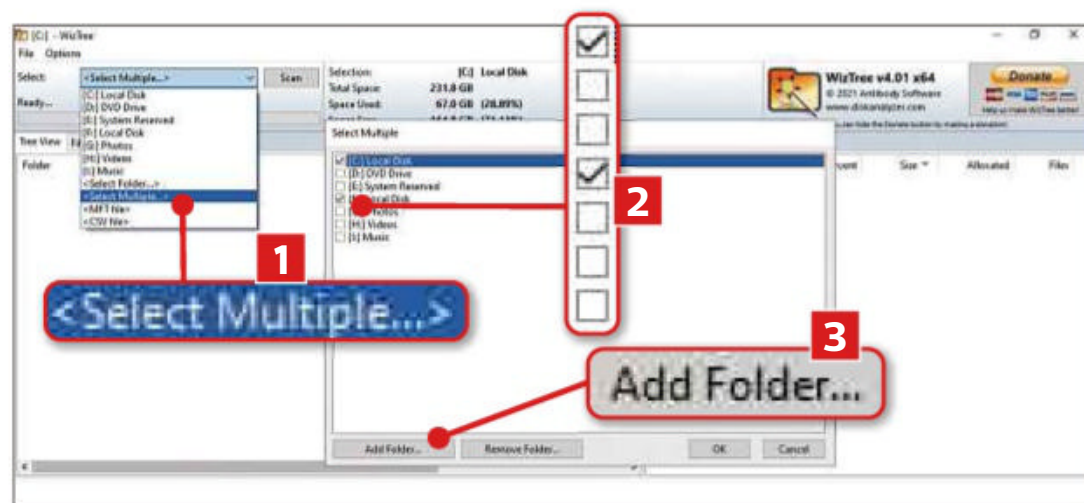 [C:] - WizTree
File Options
Select: <Select Multiple...> Scan
Ready...
[C:] Local Disk
[D:] DVD Drive
[E:] System Reserved
[F:] Local Disk
[G:] Photos
[H:] Videos
[I:] Music
<Select Folder...>
<Select Multiple...>
<MFT file>
<CSV file>
Tree View
Folder
Selection: [C:] Local Disk
Total Space: 231.8 GB
Space Used: 67.0 GB (28.89%)
WizTree v4.01 x64
© 2021 Antibody Software
www.diskanalyzer.com
Donate
Size Allocated Files
Select Multiple
[C:] Local Disk
[D:] DVD Drive
[E:] System Reserved
Local Disk
Photos
[H:] Videos
[I:] Music
Add Folder... Remove Folder... OK Cancel
1
<Select Multiple...>
2
3
Add Folder...